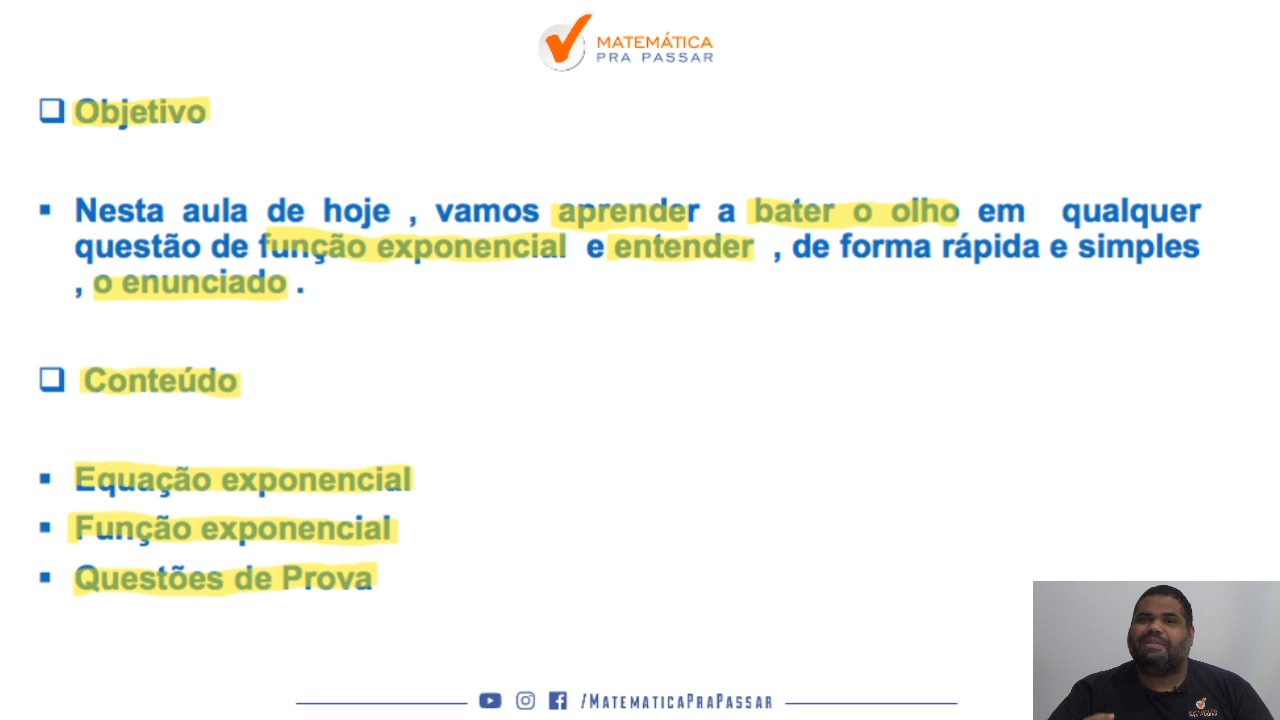 MATEMÁTICA
PRA PASSAR
Objetivo
Nesta aula de hoje , vamos aprender a bater o olho em qualquer
questão de função exponencial e entender , de forma rápida e simples
, o enunciado .
Conteúdo
Equação exponencial
Função exponencial
Questões de Prova
/MATEMATICAPRAPASSAR